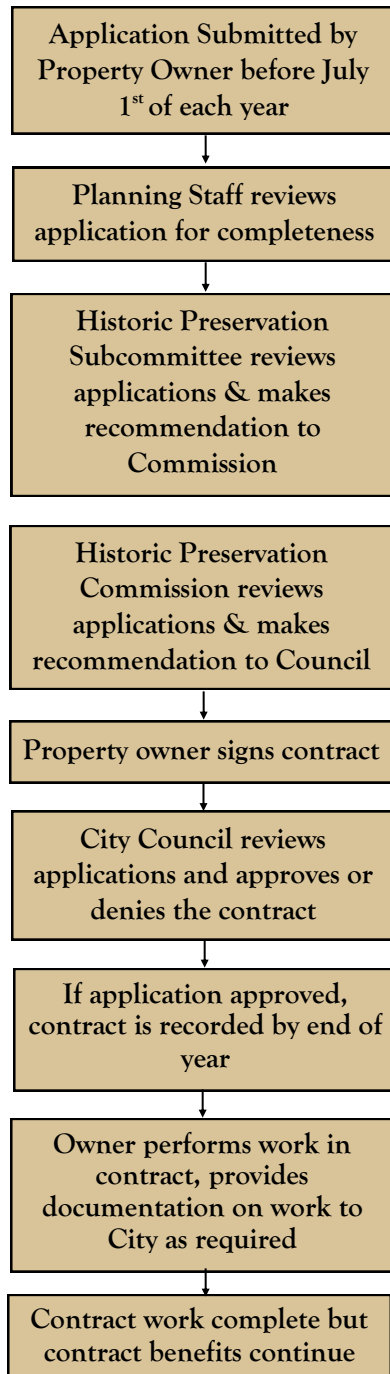 Application Submitted by
Property Owner before July
1st of each year
Planning Staff reviews
application for completeness
Historic Preservation
Subcommittee reviews
applications & makes
recommendation to
Commission
Historic Preservation
Commission reviews
applications & makes
recommendation to Council
Property owner signs contract
City Council reviews
applications and approves or
denies the contract
If application approved,
contract is recorded by end of
year
Owner performs work in
contract, provides
documentation on work to
City as required
Contract work complete but
contract benefits continue